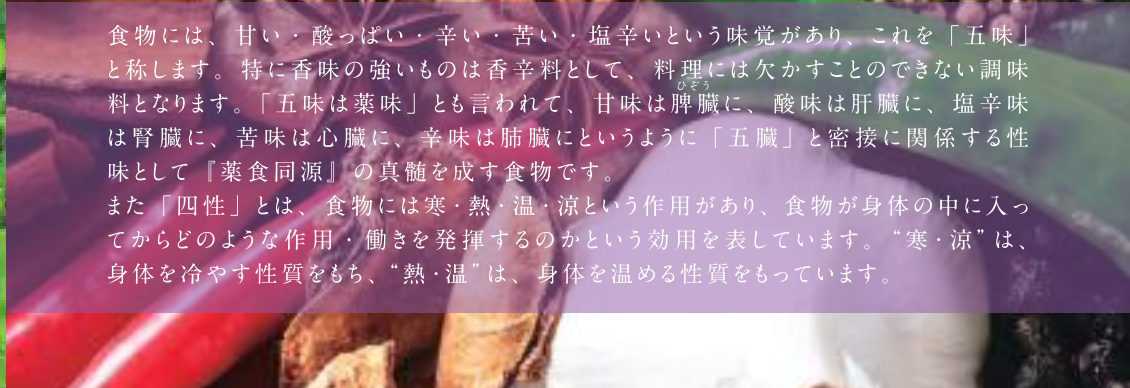 食物には、甘い・酸っぱい・辛い・苦い・塩辛いという味覚があり、これを「五味」
と称します。特に香味の強いものは香辛料として、料理には欠かすことのできない調味
ひぞう
料となります。「五味は薬味」とも言われて、甘味は脾臓に、酸味は肝臓に、塩辛味
は腎臓に、苦味は心臓に、辛味は肺臓にというように「五臓」と密接に関係する性
味として『薬食同源』の真髄を成す食物です。
また「四性」とは、食物には寒・熱・温・涼という作用があり、食物が身体の中に入っ
てからどのような作用・働きを発揮するのかという効用を表しています。“寒・涼”は、
身体を冷やす性質をもち、“熱・温”は、身体を温める性質をもっています。